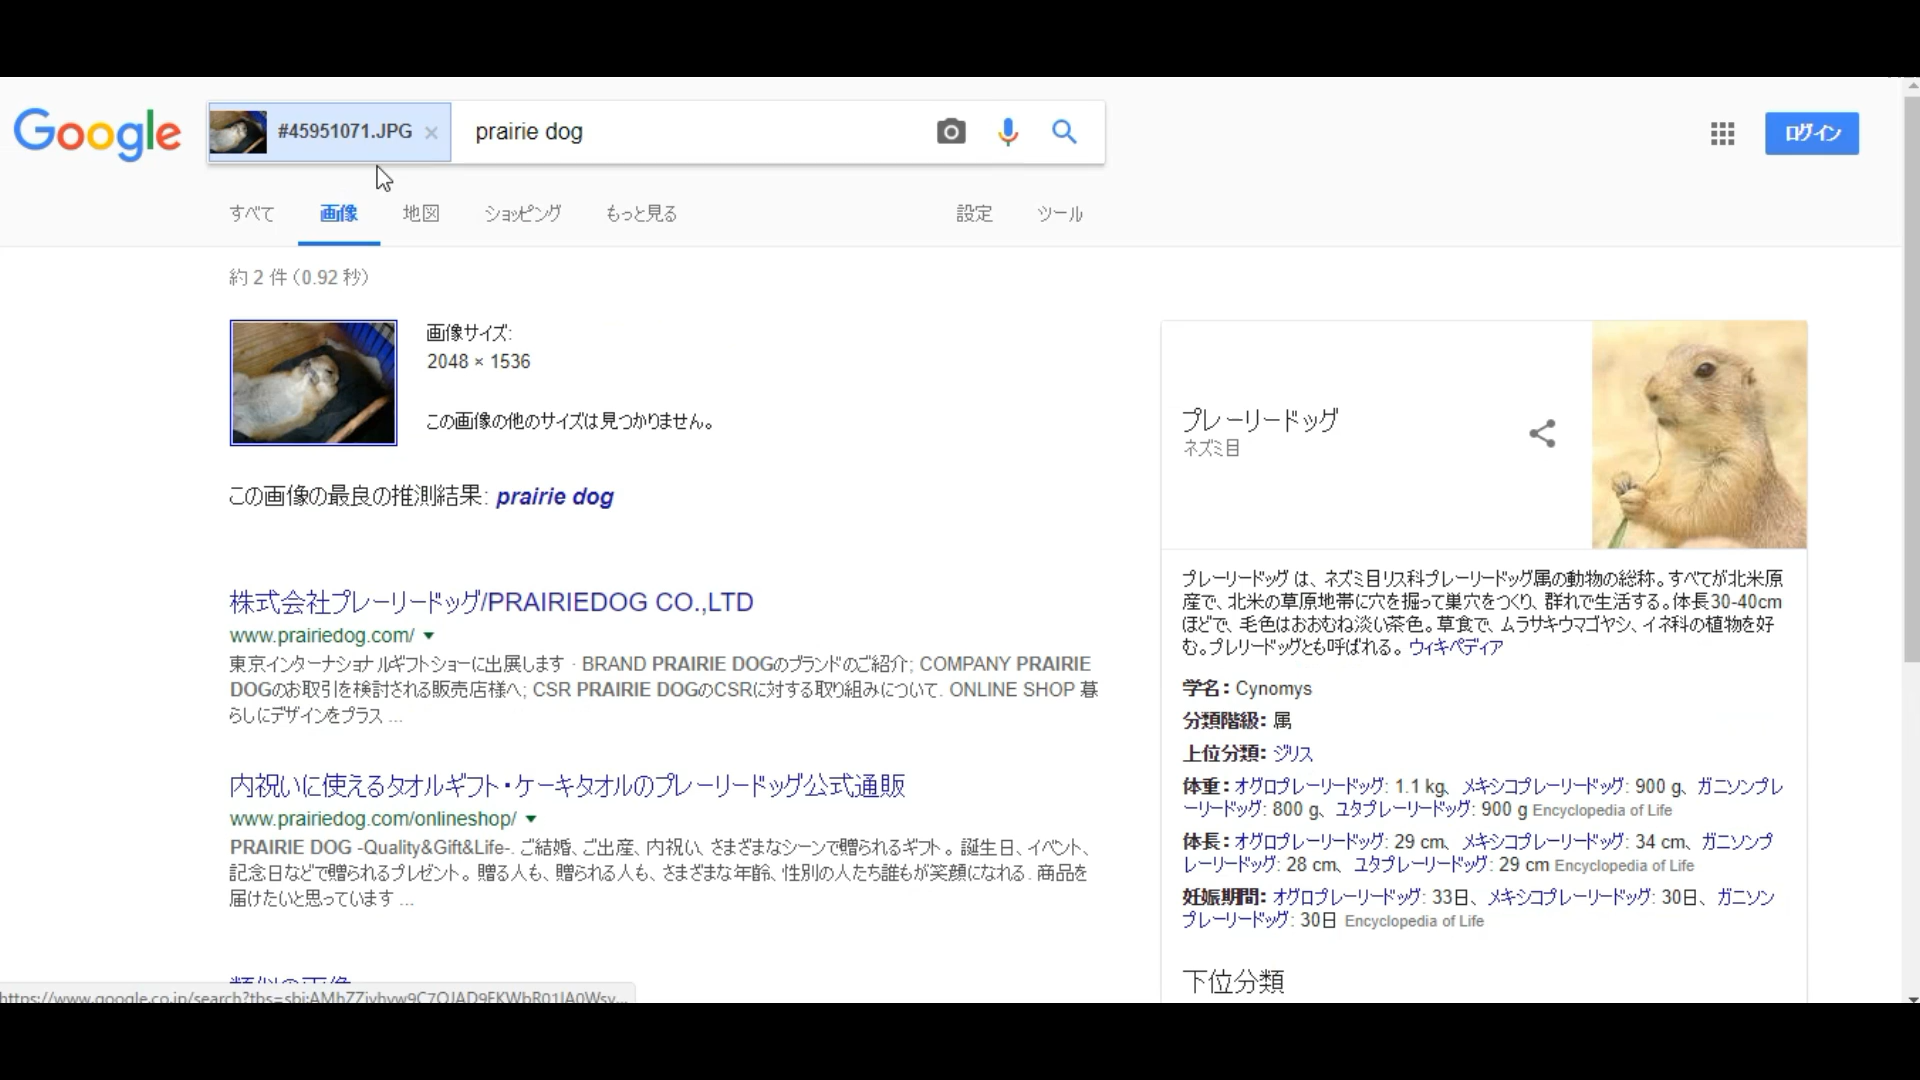 Google
#45951071.JPG × prairie dog
ログイン
すべて 画像 地図 ショッピング もっと見る 設定 ツール
約 2 件 (0.92 秒)
画像サイズ:
2048 × 1536
この画像の他のサイズは見つかりません。
この画像の最良の推測結果: prairie dog
株式会社プレーリードッグ/PRAIRIEDOG CO.,LTD
www.prairiedog.com/
東京インターナショナルギフトショーに出展します · BRAND PRAIRIE DOGのブランドのご紹介; COMPANY PRAIRIE
DOGのお取引を検討される販売店様へ; CSR PRAIRIE DOGのCSRに対する取り組みについて. ONLINE SHOP 暮
らしにデザインをプラス ...
内祝いに使えるタオルギフト・ケーキタオルのプレーリードッグ公式通販
www.prairiedog.com/onlineshop/
PRAIRIE DOG -Quality&Gift&Life-. ご結婚、ご出産、内祝い、さまざまなシーンで贈られるギフト。誕生日、イベント、
記念日などで贈られるプレゼント。贈る人も、贈られる人も、さまざまな年齢、性別の人たち誰もが笑顔になれる. 商品を
届けたいと思っています ...
類似の画像
プレーリードッグ
ネズミ目
プレーリードッグ は、ネズミ目リス科プレーリードッグ属の動物の総称。すべてが北米原
産で、北米の草原地帯に穴を掘って巣穴をつくり、群れで生活する。体長30-40cm
ほどで、毛色はおおむね淡い茶色。草食で、ムラサキウマゴヤシ、イネ科の植物を好
む。プレリードッグとも呼ばれる。 ウィキペディア
学名： Cynomys
分類階級： 属
上位分類： ジリス
体重： オグロプレーリードッグ: 1.1 kg、 メキシコプレーリードッグ: 900 g、 ガニソンプレ
ーリードッグ: 800 g、 ユタプレーリードッグ: 900 g Encyclopedia of Life
体長： オグロプレーリードッグ: 29 cm、 メキシコプレーリードッグ: 34 cm、 ガニソンプ
レーリードッグ: 28 cm、 ユタプレーリードッグ: 29 cm Encyclopedia of Life
妊娠期間： オグロプレーリードッグ: 33日、 メキシコプレーリードッグ: 30日、 ガニソン
プレーリードッグ: 30日 Encyclopedia of Life
下位分類